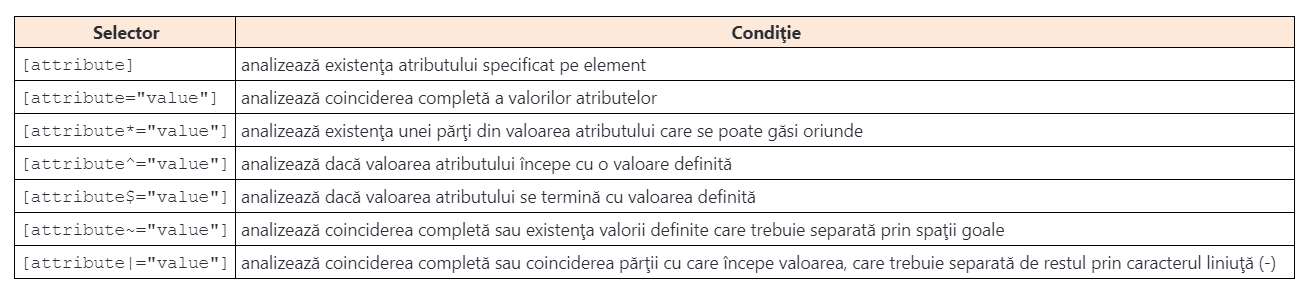 Selector Condiţie
[attribute] analizează existenţa atributului specificat pe element
[attribute="value"] analizează coinciderea completă a valorilor atributelor
[attribute*="value"] analizează existenţa unei părţi din valoarea atributului care se poate găsi oriunde
[attribute^="value"] analizează dacă valoarea atributului începe cu o valoare definită
[attribute$="value"] analizează dacă valoarea atributului se termină cu valoarea definită
[attribute~="value"] analizează coinciderea completă sau existenţa valorii definite care trebuie separată prin spaţii goale
[attribute|="value"] analizează coinciderea completă sau coinciderea părţii cu care începe valoarea, care trebuie separată de restul prin caracterul liniuţă (-)